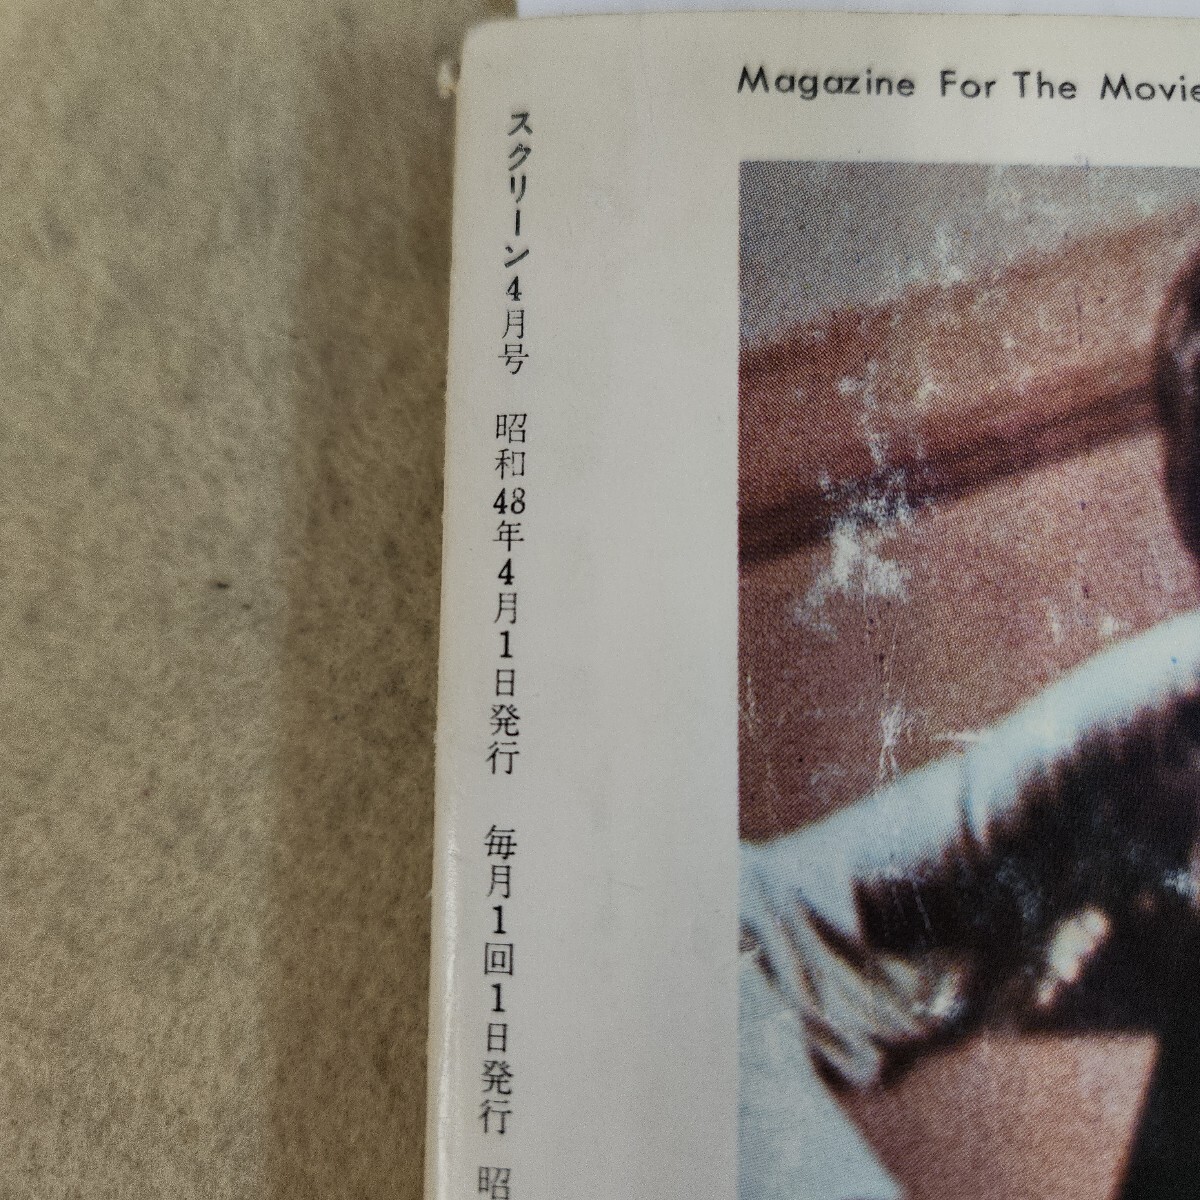 Magazine For The Movie
スクリーン4月号　昭和48年4月1日発行　毎月1回1日発行　昭